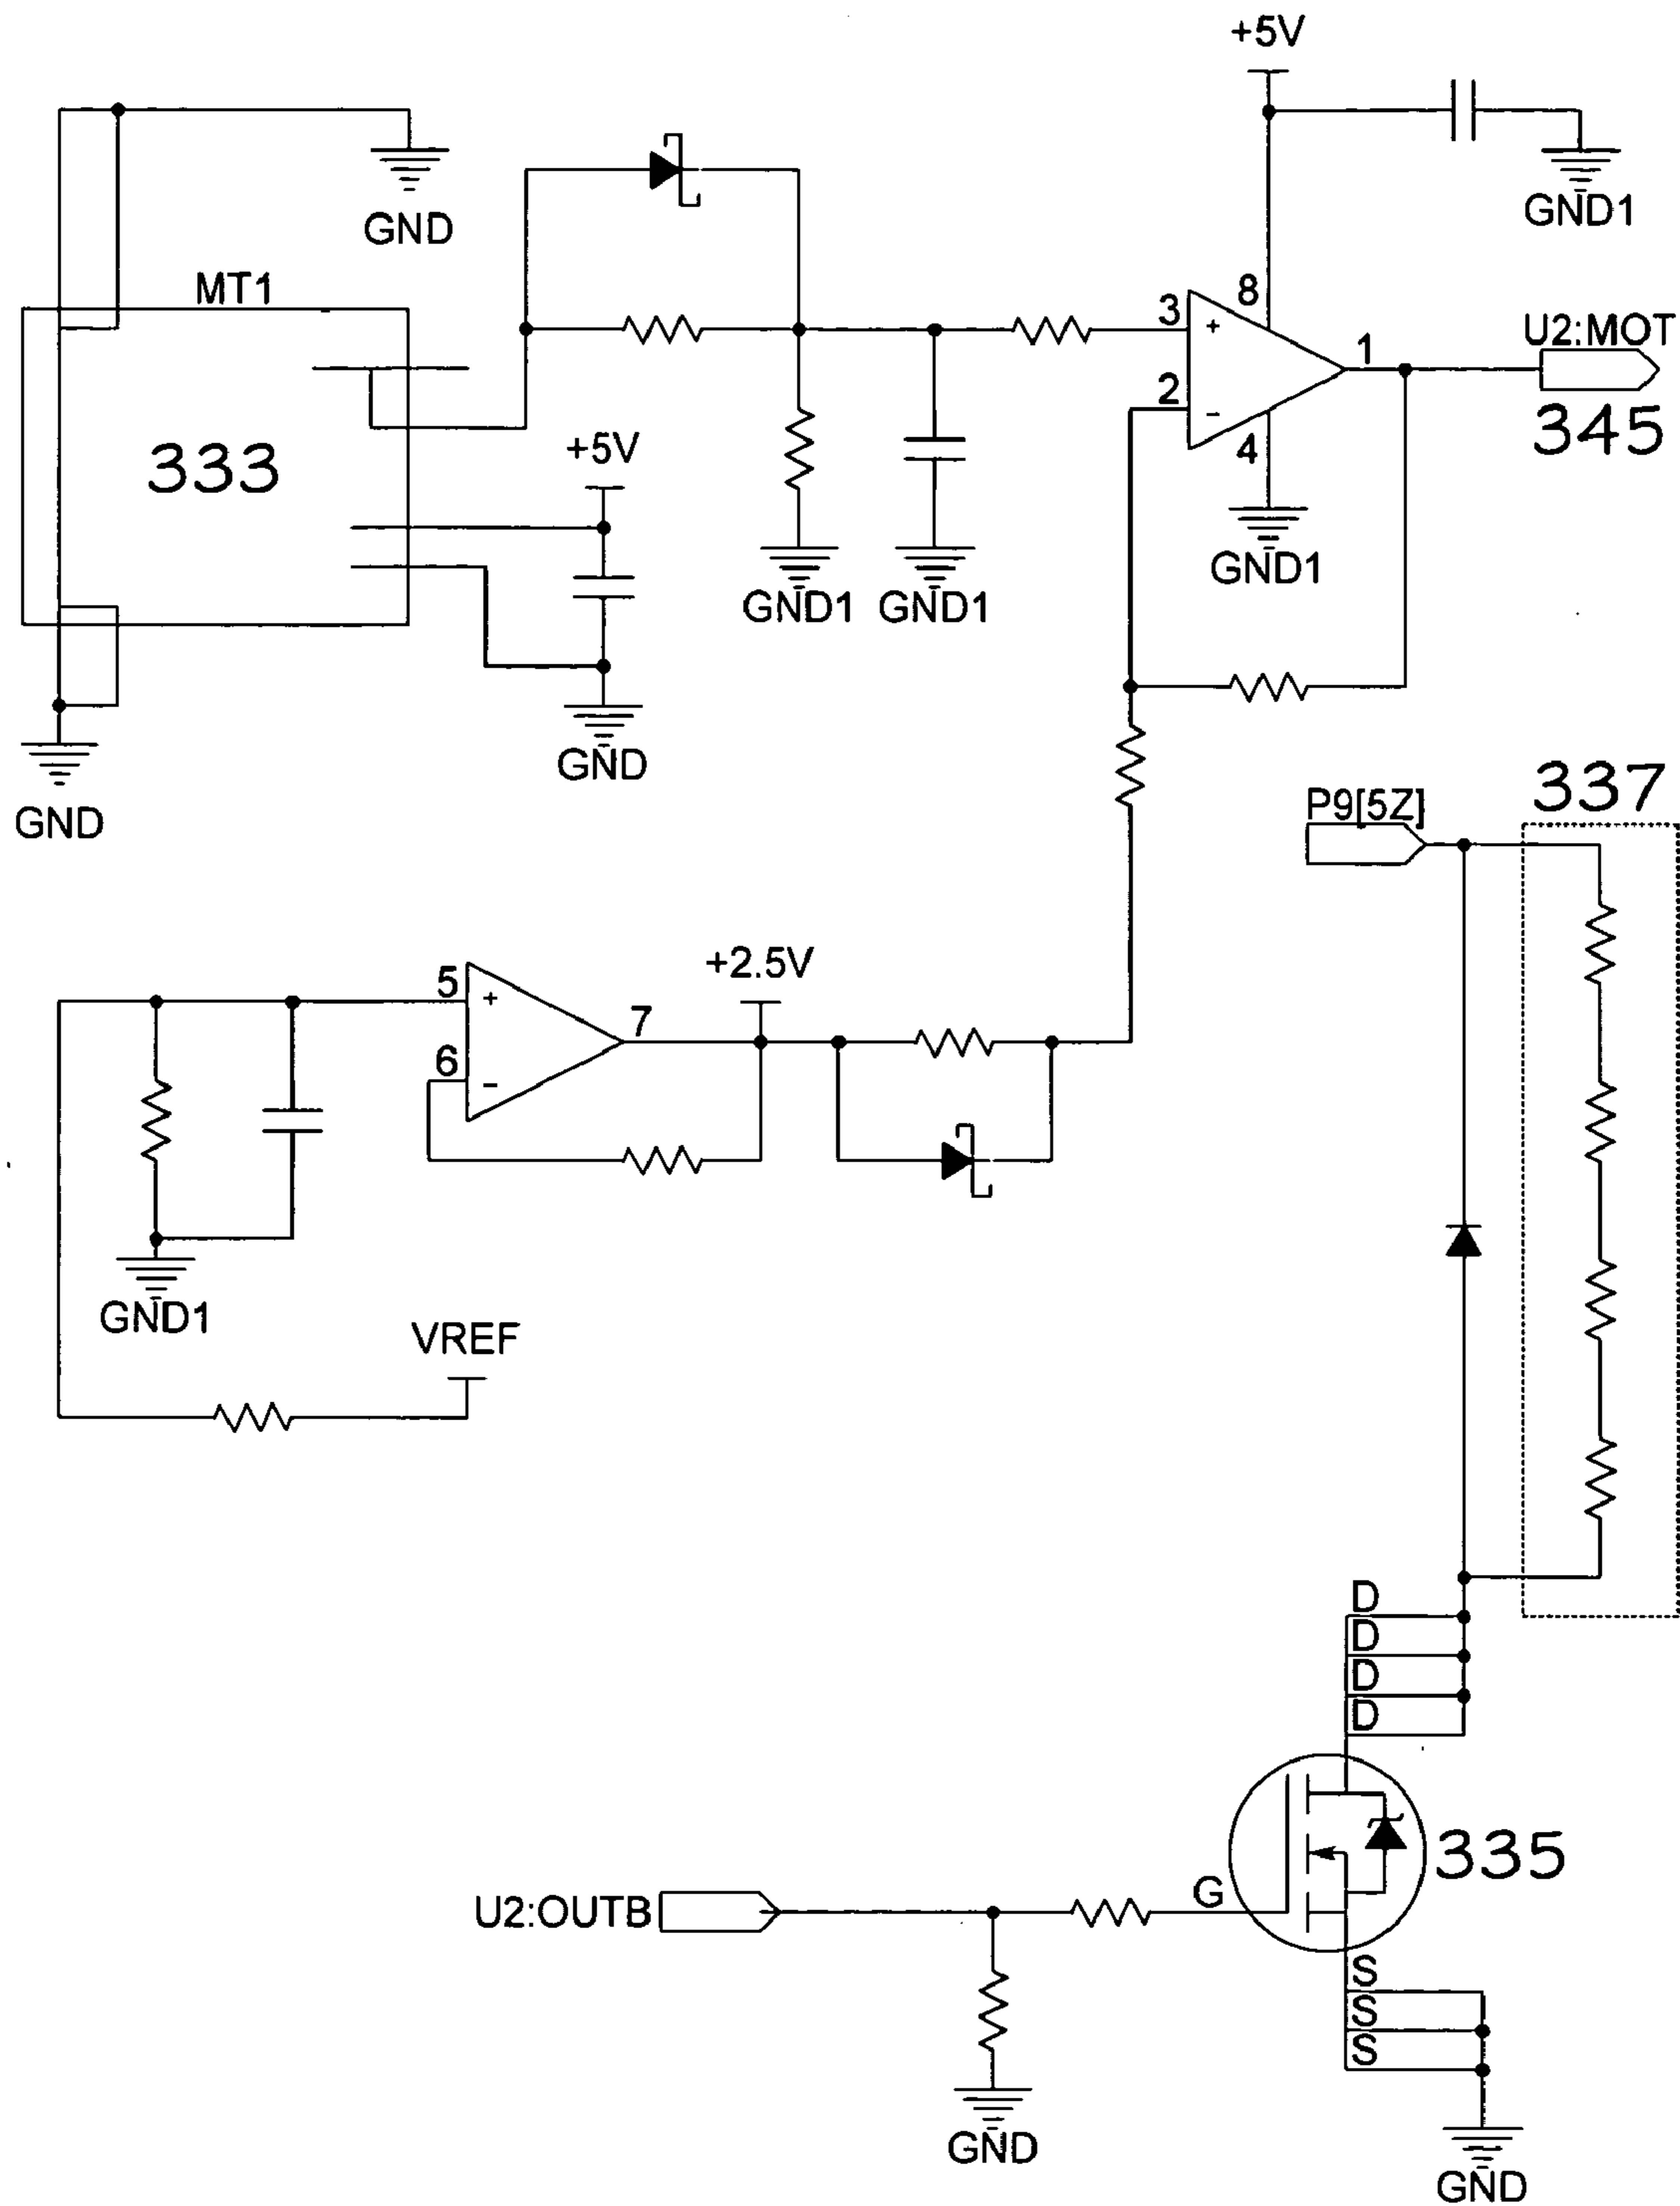 +5V
GND
GND1
MT1
8
3
+
U2:MOT
1
2
-
345
333
+5V
4
GND1
GND1
GND1
GND
337
P9[5Z]
GND
+2.5V
5
+
7
6
-
GND1
VREF
D
D
D
D
335
G
U2:OUTB
S
S
S
GND
GND